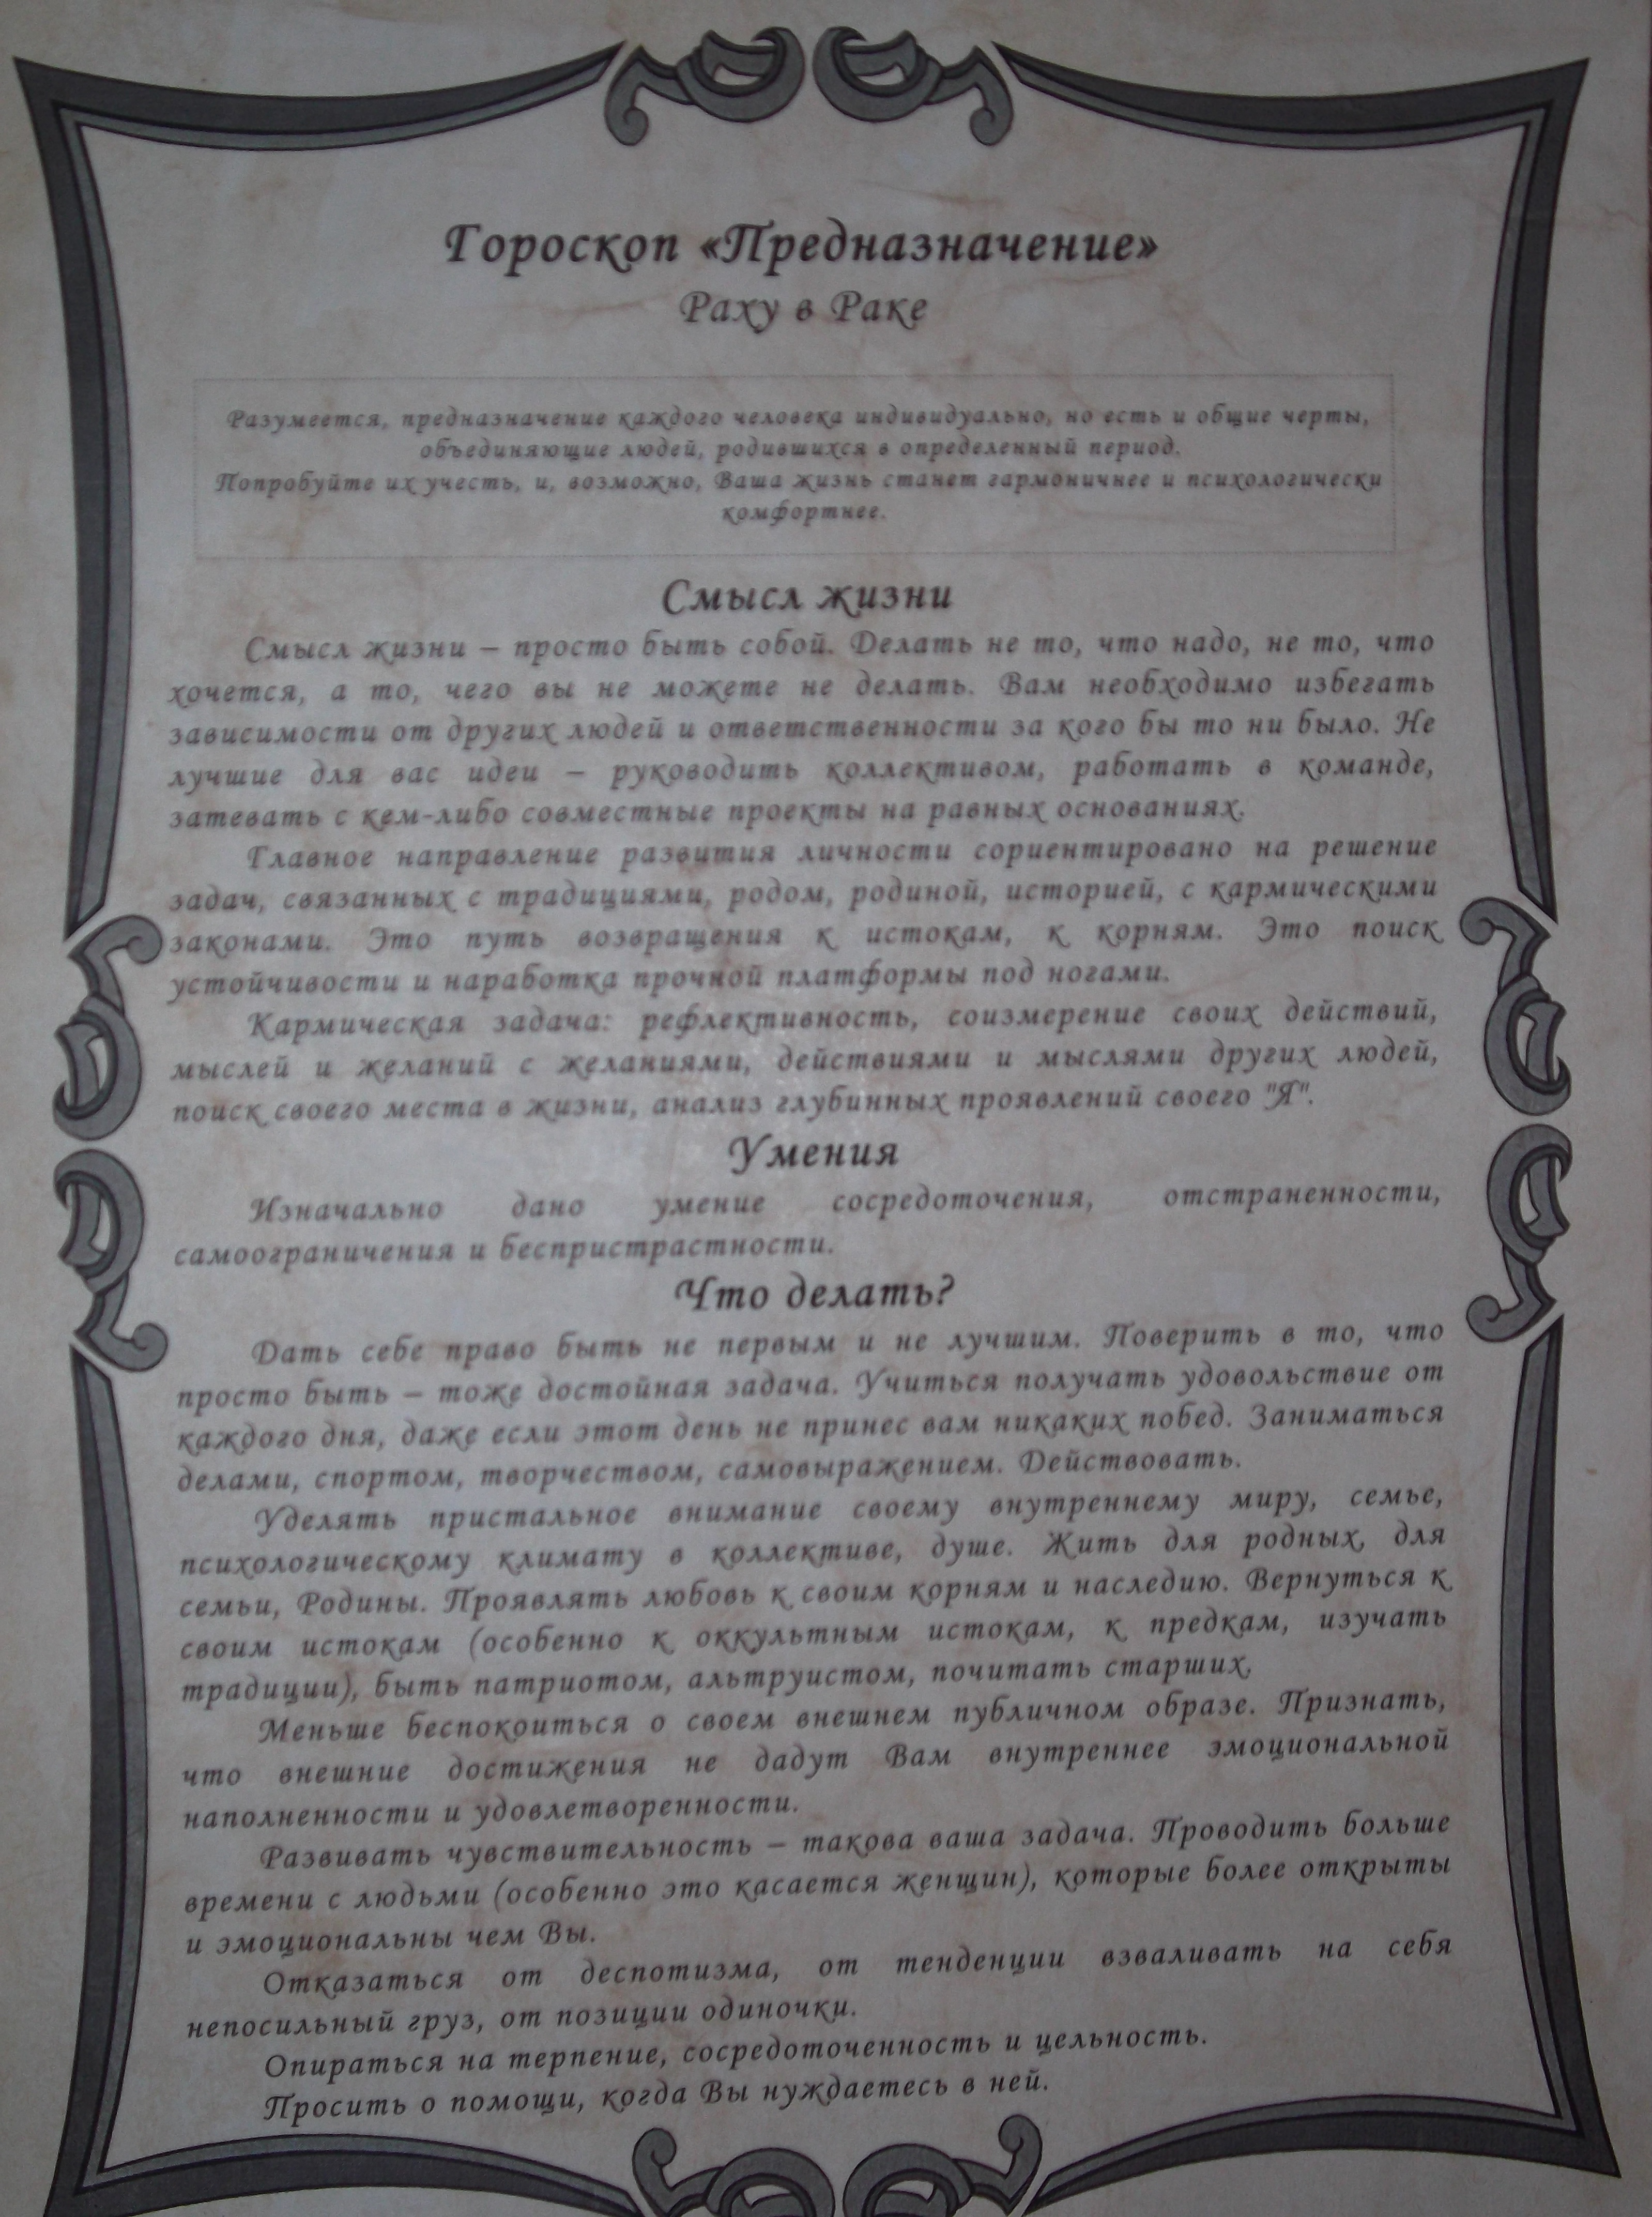 Гороскоп «Предназначение»
Раху в Раке
Разумеется, предназначение каждого человека индивидуально, но есть и общие черты,
объединяющие людей, родившихся в определенный период.
Попробуйте их учесть, и, возможно, Ваша жизнь станет гармоничнее и психологически
комфортнее.
Смысл жизни
Смысл жизни – просто быть собой. Делать не то, что надо, не то, что
хочется, а то, чего вы не можете не делать. Вам необходимо избегать
зависимости от других людей и ответственности за кого бы то ни было. Не
лучшие для вас идеи – руководить коллективом, работать в команде,
затевать с кем-либо совместные проекты на равных основаниях.
Главное направление развития личности сориентировано на решение
задач, связанных с традициями, родом, родиной, историей, с кармическими
законами. Это путь возвращения к истокам, к корням. Это поиск
устойчивости и наработка прочной платформы под ногами.
Кармическая задача: рефлективность, соизмерение своих действий,
мыслей и желаний с желаниями, действиями и мыслями других людей,
поиск своего места в жизни, анализ глубинных проявлений своего "Я".
Умения
Изначально дано умение сосредоточения, отстраненности,
самоограничения и беспристрастности.
Что делать?
Дать себе право быть не первым и не лучшим. Поверить в то, что
просто быть – тоже достойная задача. Учиться получать удовольствие от
каждого дня, даже если этот день не принес вам никаких побед. Заниматься
делами, спортом, творчеством, самовыражением. Действовать.
Уделять пристальное внимание своему внутреннему миру, семье,
психологическому климату в коллективе, душе. Жить для родных, для
семьи, Родины. Проявлять любовь к своим корням и наследию. Вернуться к
своим истокам (особенно к оккультным истокам, к предкам, изучать
традиции), быть патриотом, альтруистом, почитать старших.
Меньше беспокоиться о своем внешнем публичном образе. Признать,
что внешние достижения не дадут Вам внутреннее эмоциональной
наполненности и удовлетворенности.
Развивать чувствительность – такова ваша задача. Проводить больше
времени с людьми (особенно это касается женщин), которые более открыты
и эмоциональны чем Вы.
Отказаться от деспотизма, от тенденции взваливать на себя
непосильный груз, от позиции одиночки.
Опираться на терпение, сосредоточенность и цельность.
Просить о помощи, когда Вы нуждаетесь в ней.